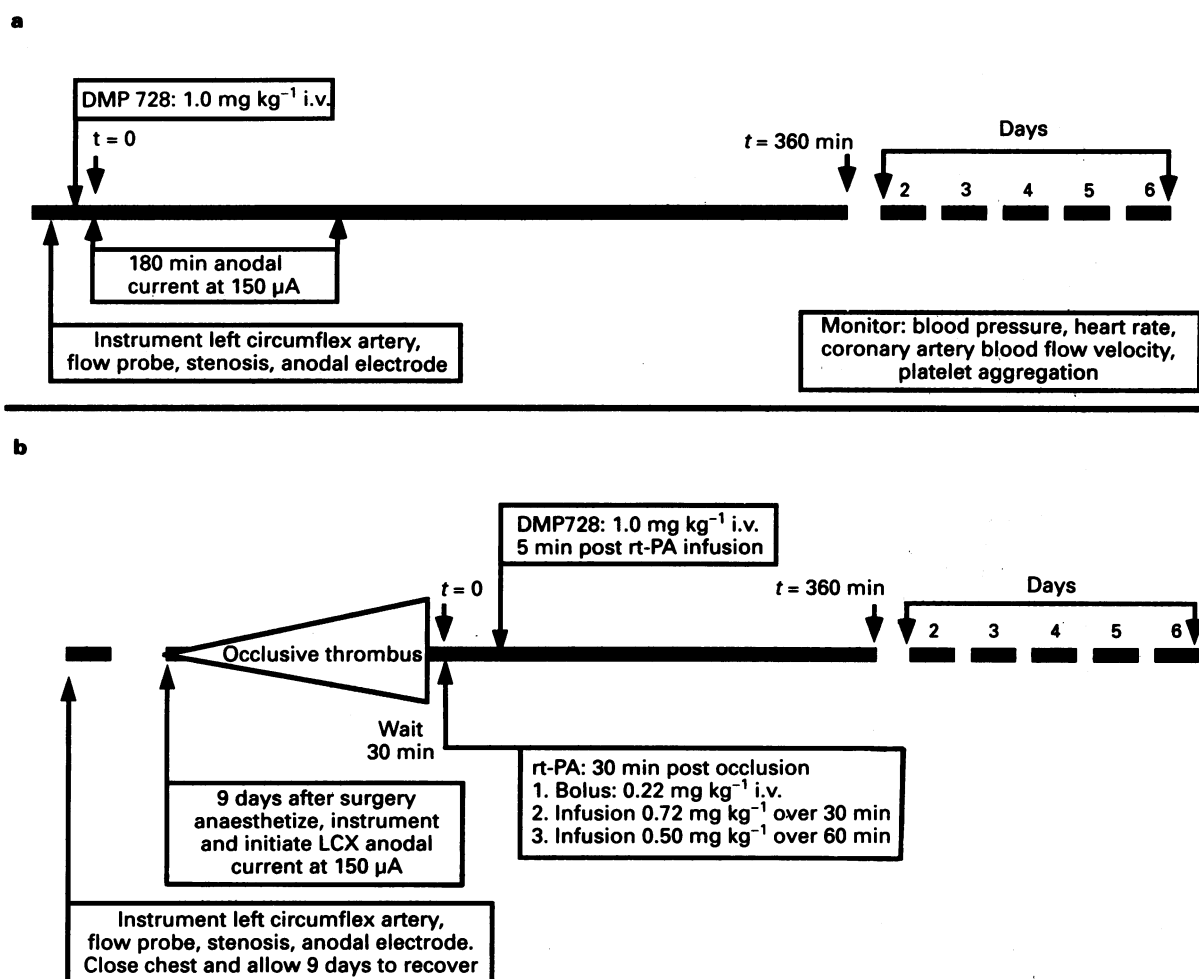 a
DMP 728: 1.0 mg kg⁻¹ i.v.
t = 0
t = 360 min
Days
2 3 4 5 6
180 min anodal
current at 150 µA
Instrument left circumflex artery,
flow probe, stenosis, anodal electrode
Monitor: blood pressure, heart rate,
coronary artery blood flow velocity,
platelet aggregation
b
DMP728: 1.0 mg kg⁻¹ i.v.
5 min post rt-PA infusion
t = 0
t = 360 min
Days
2 3 4 5 6
Occlusive thrombus
Wait
30 min
rt-PA: 30 min post occlusion
1. Bolus: 0.22 mg kg⁻¹ i.v.
2. Infusion 0.72 mg kg⁻¹ over 30 min
3. Infusion 0.50 mg kg⁻¹ over 60 min
9 days after surgery
anaesthetize, instrument
and initiate LCX anodal
current at 150 µA
Instrument left circumflex artery,
flow probe, stenosis, anodal electrode.
Close chest and allow 9 days to recover